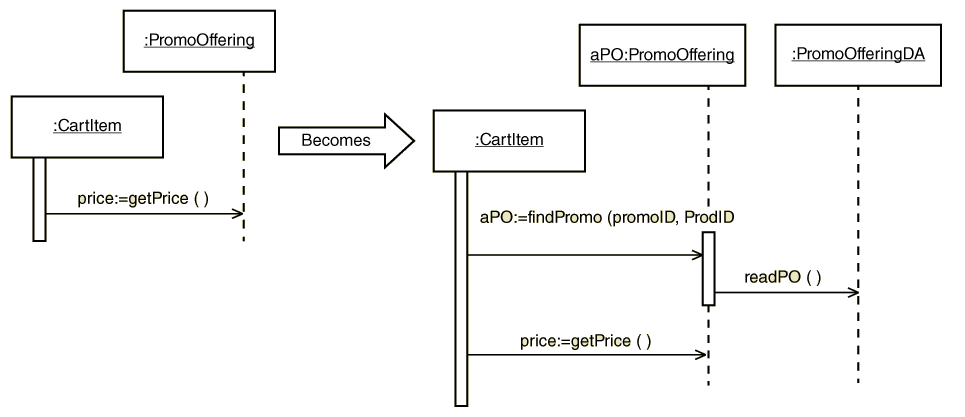 :PromoOffering
:CartItem
price:=getPrice ( )
Becomes
aPO:PromoOffering
:PromoOfferingDA
:CartItem
aPO:=findPromo (promoID, ProdID
readPO ( )
price:=getPrice ( )